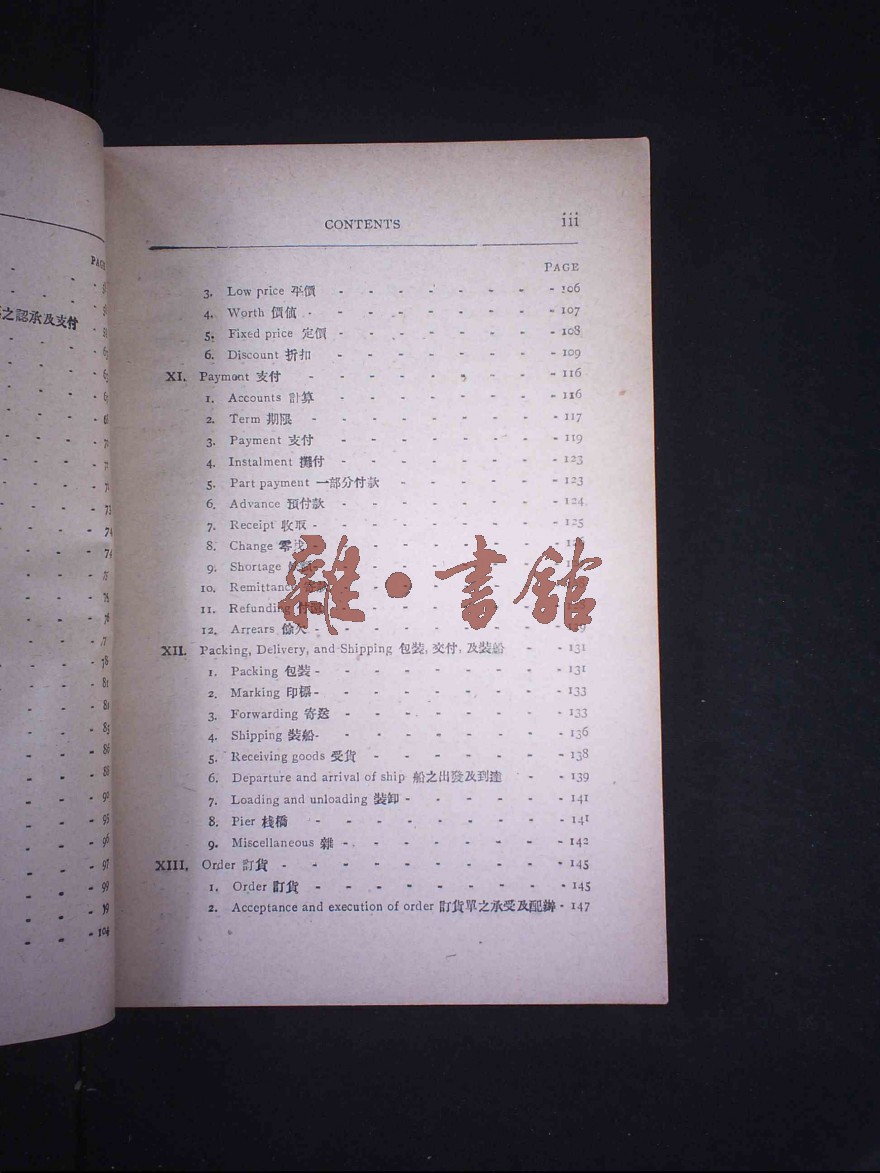 CONTENTS iii
PAGE
3. Low price 平價 - - - - - - - - 106
4. Worth 價值 - - - - - - - - 107
5. Fixed price 定價 - - - - - - - - 108
6. Discount 折扣 - - - - - - - - 109
XI. Payment 支付 - - - - - - - - 116
1. Accounts 計算 - - - - - - - - 116
2. Term 期限 - - - - - - - - 117
3. Payment 支付 - - - - - - - - 119
4. Instalment 攤付 - - - - - - - - 123
5. Part payment 一部分付款 - - - - - - 123
6. Advance 預付款 - - - - - - - - 124
7. Receipt 收取 - - - - - - - - 125
8. Change 零
9. Shortage
10. Remittance
11. Refunding 付
12. Arrears 餘欠
雜·書館
XII. Packing, Delivery, and Shipping 包裝, 交付, 及裝船 - - 131
1. Packing 包裝 - - - - - - - - 131
2. Marking 印標 - - - - - - - - 133
3. Forwarding 寄送 - - - - - - - - 133
4. Shipping 裝船 - - - - - - - - 136
5. Receiving goods 受貨 - - - - - - - 138
6. Departure and arrival of ship 船之出發及到達 - - 139
7. Loading and unloading 裝卸 - - - - - - 141
8. Pier 棧橋 - - - - - - - - 141
9. Miscellaneous 雜 - - - - - - - - 142
XIII. Order 訂貨 - - - - - - - - 145
1. Order 訂貨 - - - - - - - - 145
2. Acceptance and execution of order 訂貨單之承受及配辦 - 147